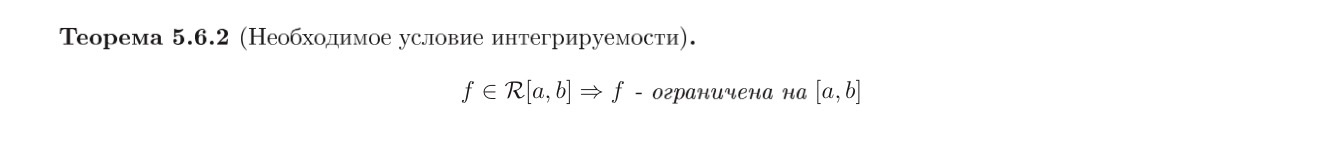 Теорема 5.6.2 (Необходимое условие интегрируемости).
f ∈ ℛ[a, b] ⇒ f - ограничена на [a, b]